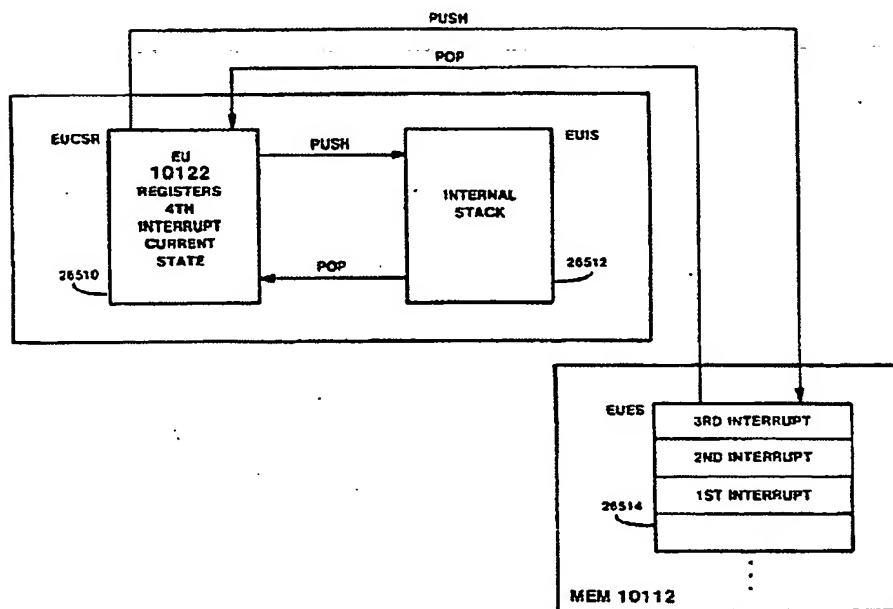 PUSH
POP
EUCSR
EU
10122
REGISTERS
4TH
INTERRUPT
CURRENT
STATE
26510
PUSH
POP
EUIS
INTERNAL
STACK
26512
EUES
3RD INTERRUPT
2ND INTERRUPT
1ST INTERRUPT
26514
MEM 10112